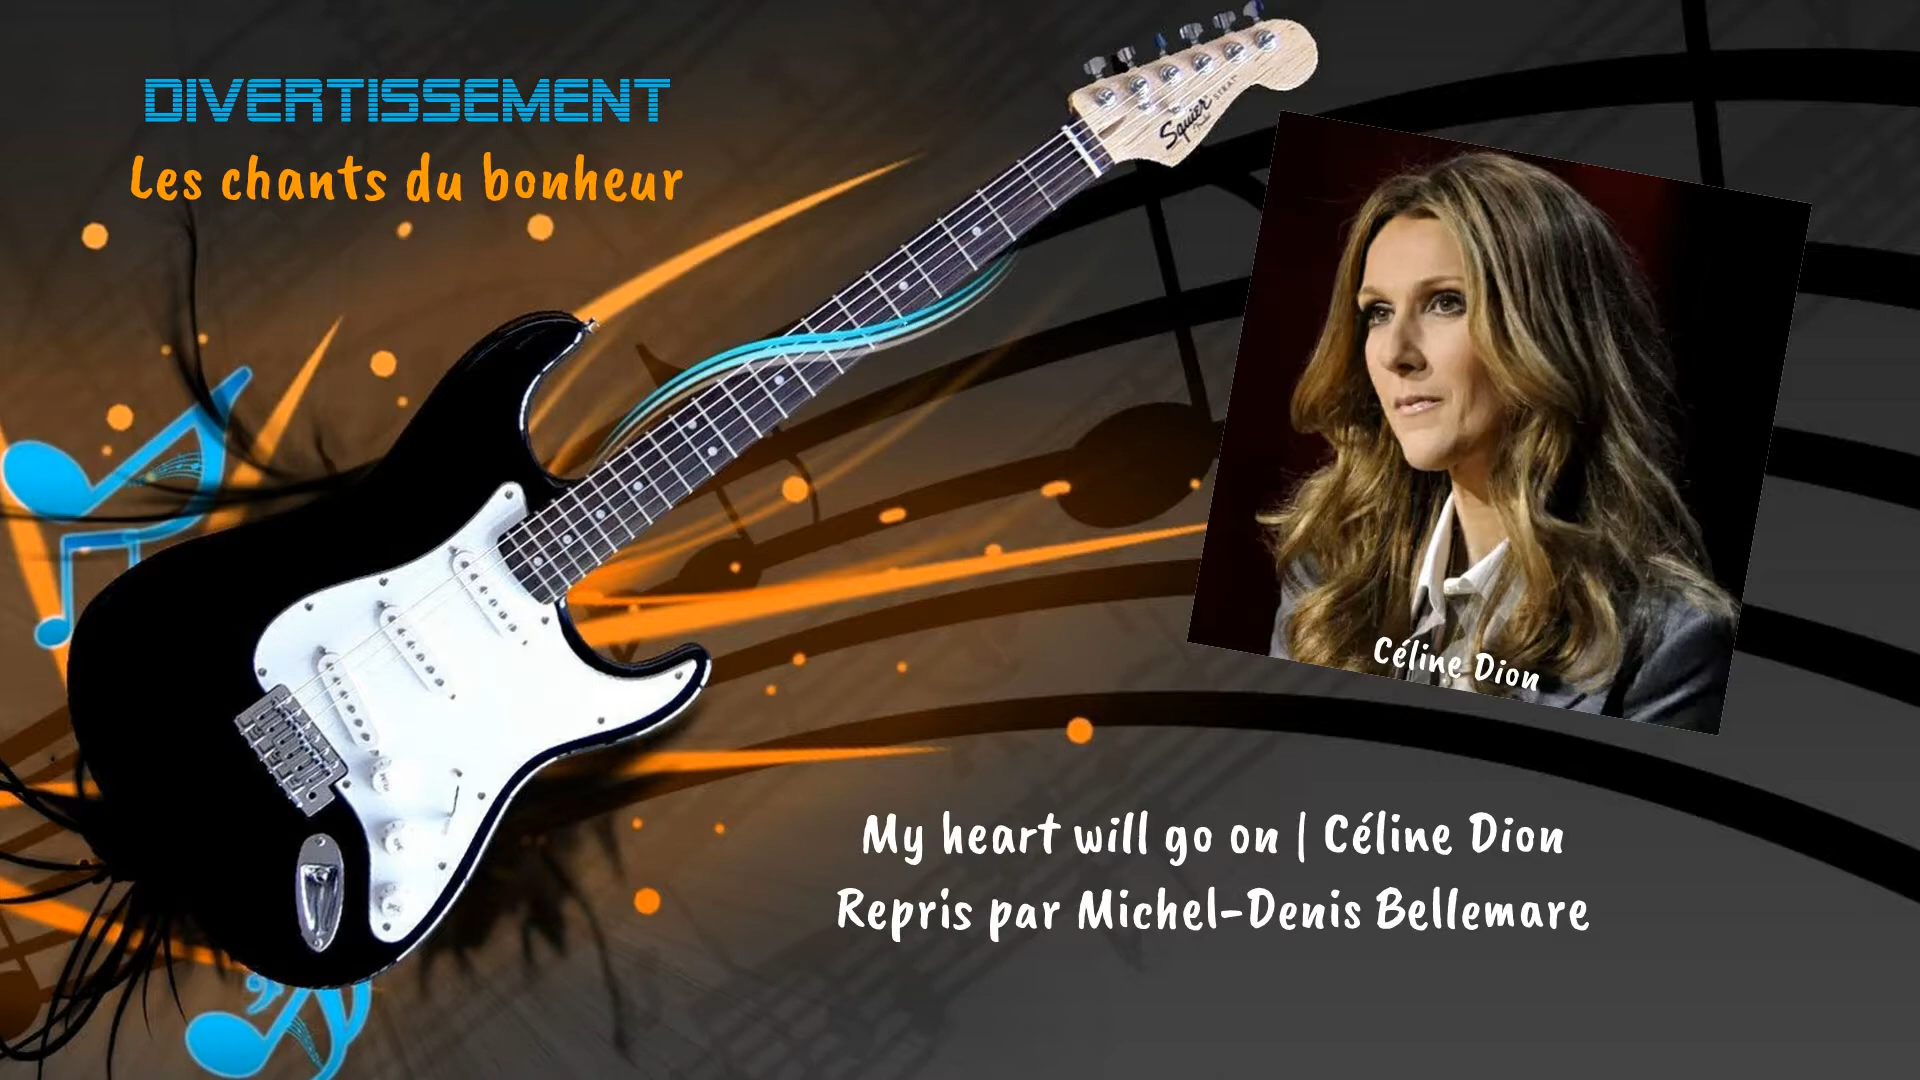 DIVERTISSEMENT
Les chants du bonheur
Squier
STRAT
Céline Dion
My heart will go on | Céline Dion
Repris par Michel-Denis Bellemare